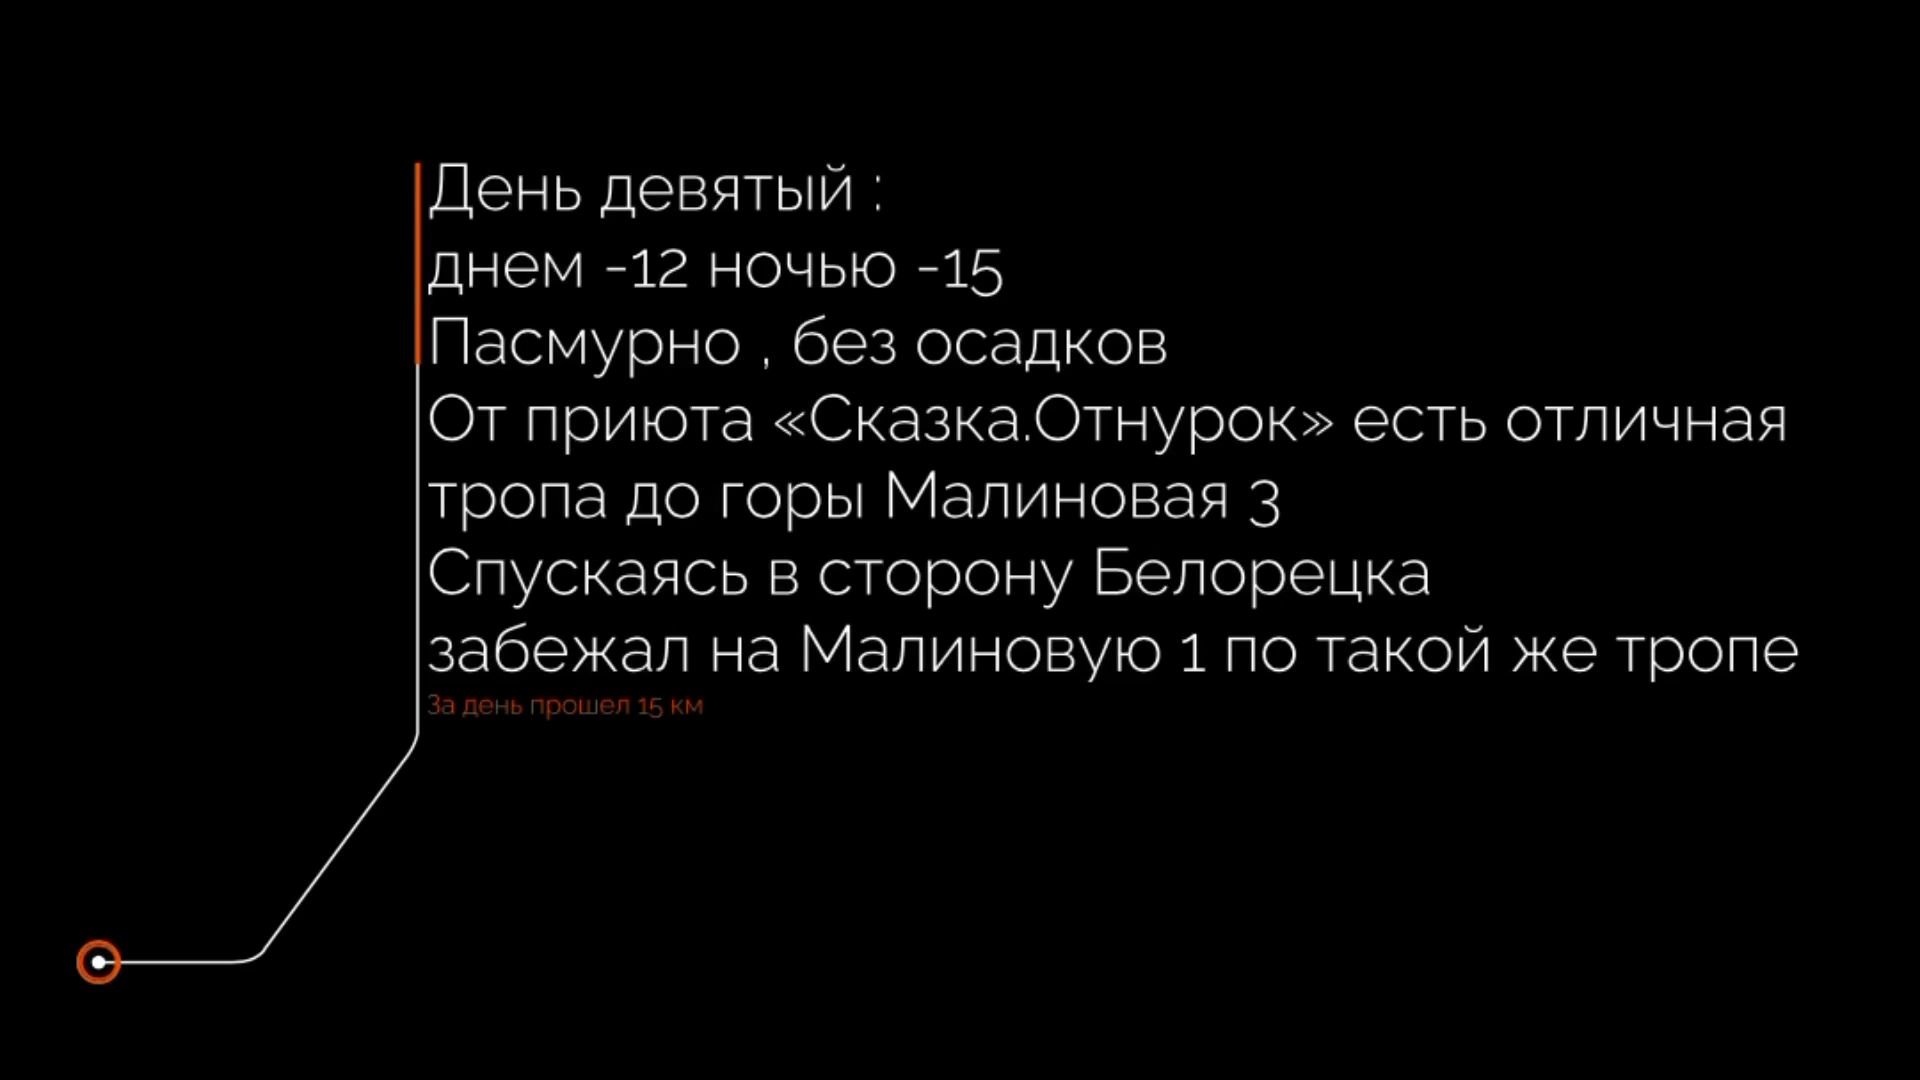 День девятый :
днем -12 ночью -15
Пасмурно , без осадков
От приюта «Сказка.Отнурок» есть отличная
тропа до горы Малиновая 3
Спускаясь в сторону Белорецка
забежал на Малиновую 1 по такой же тропе
За день прошел 15 км